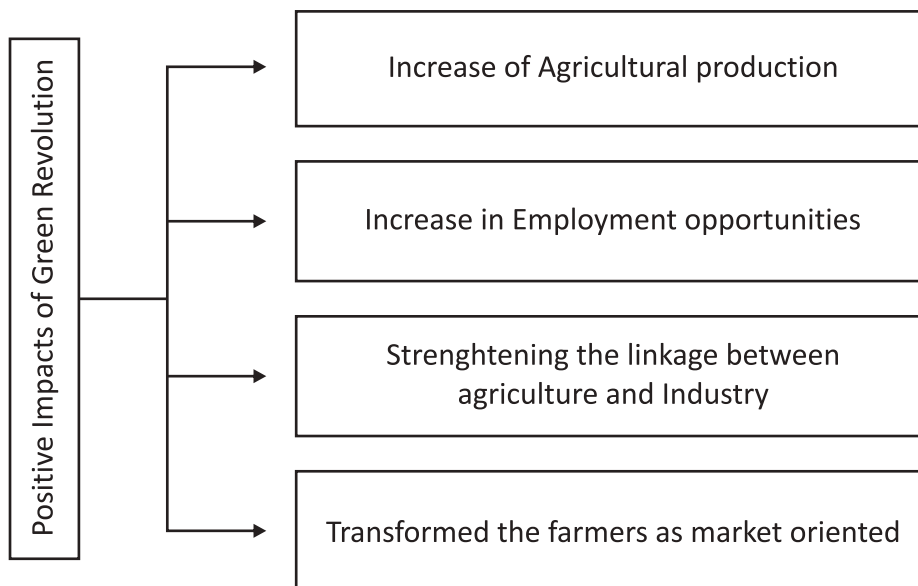 Positive Impacts of Green Revolution
Increase of Agricultural production
Increase in Employment opportunities
Strenghtening the linkage between
agriculture and Industry
Transformed the farmers as market oriented